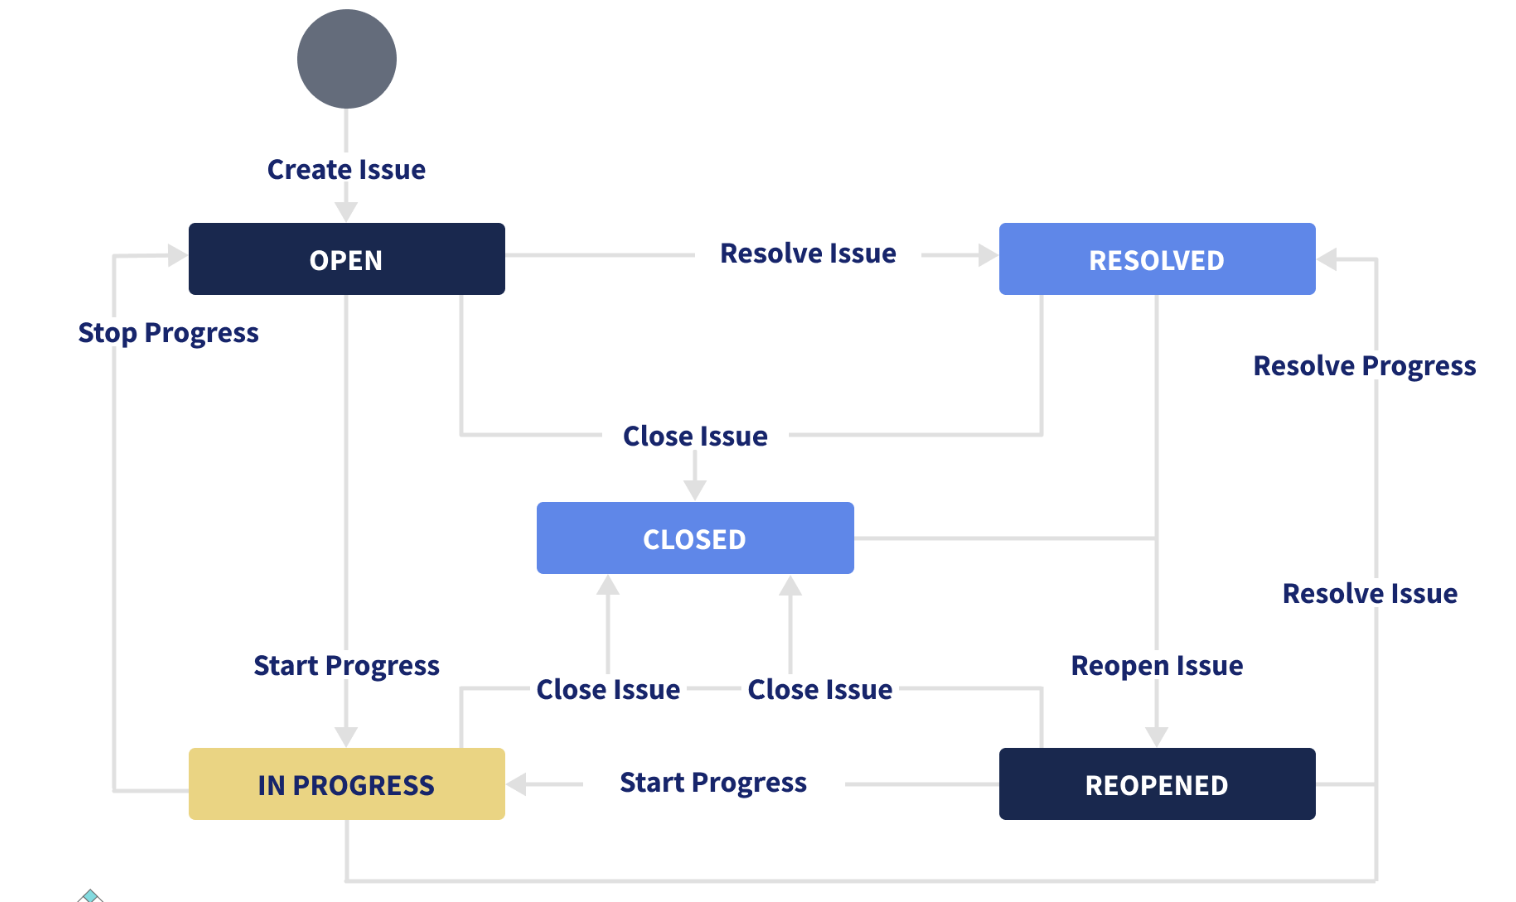 Create Issue
OPEN
Resolve Issue
RESOLVED
Stop Progress
Resolve Progress
Close Issue
CLOSED
Resolve Issue
Start Progress
Reopen Issue
Close Issue
Close Issue
IN PROGRESS
Start Progress
REOPENED